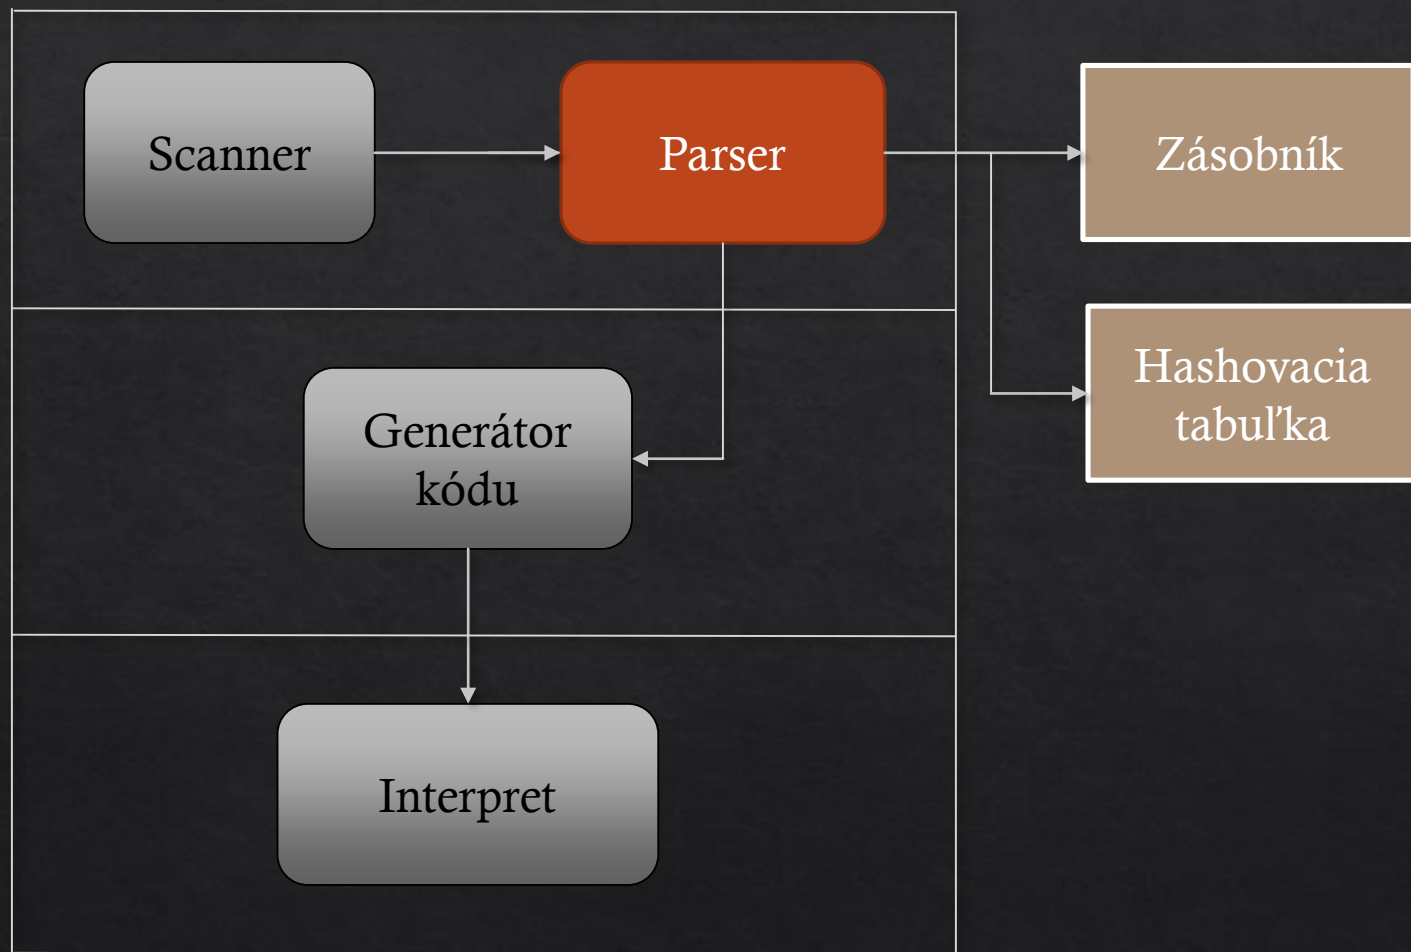 Scanner
Parser
Zásobník
Hashovacia
tabuľka
Generátor
kódu
Interpret